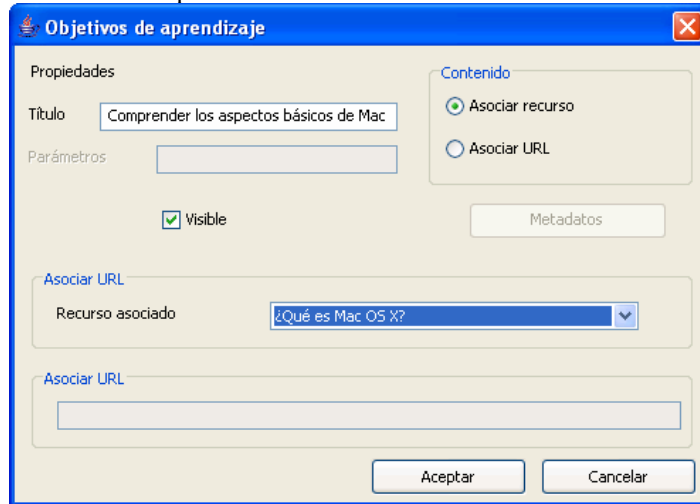 Objetivos de aprendizaje
Propiedades
Contenido
Título
Comprender los aspectos básicos de Mac
Asociar recurso
Parámetros
Asociar URL
Visible
Metadatos
Asociar URL
Recurso asociado
¿Qué es Mac OS X?
Asociar URL
Aceptar
Cancelar